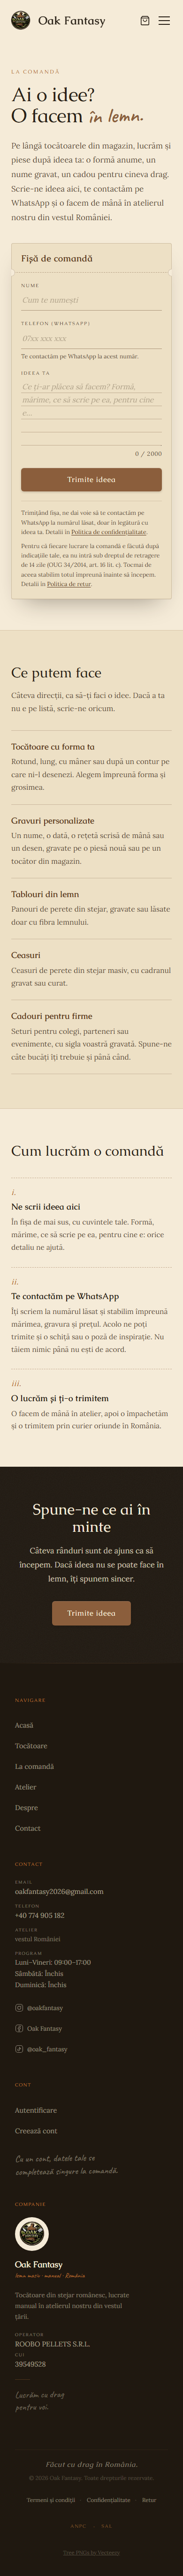 Oak Fantasy
LA COMANDĂ
Ai o idee?
O facem în lemn.
Pe lângă tocătoarele din magazin, lucrăm și
piese după ideea ta: o formă anume, un
nume gravat, un cadou pentru cineva drag.
Scrie-ne ideea aici, te contactăm pe
WhatsApp și o facem de mână în atelierul
nostru din vestul României.
Fișă de comandă
NUME
Cum te numești
TELEFON (WHATSAPP)
07xx xxx xxx
Te contactăm pe WhatsApp la acest număr.
IDEEA TA
Ce ți-ar plăcea să facem? Formă,
mărime, ce să scrie pe ea, pentru cine
e...
0 / 2000
Trimite ideea
Trimițând fișa, ne dai voie să te contactăm pe
WhatsApp la numărul lăsat, doar în legătură cu
ideea ta. Detalii în Politica de confidențialitate.
Pentru că fiecare lucrare la comandă e făcută după
indicațiile tale, ea nu intră sub dreptul de retragere
de 14 zile (OUG 34/2014, art. 16 lit. c). Tocmai de
aceea stabilim totul împreună înainte să începem.
Detalii în Politica de retur.
Ce putem face
Câteva direcții, ca să-ți faci o idee. Dacă a ta
nu e pe listă, scrie-ne oricum.
Tocătoare cu forma ta
Rotund, lung, cu mâner sau după un contur pe
care ni-l desenezi. Alegem împreună forma și
grosimea.
Gravuri personalizate
Un nume, o dată, o rețetă scrisă de mână sau
un desen, gravate pe o piesă nouă sau pe un
tocător din magazin.
Tablouri din lemn
Panouri de perete din stejar, gravate sau lăsate
doar cu fibra lemnului.
Ceasuri
Ceasuri de perete din stejar masiv, cu cadranul
gravat sau curat.
Cadouri pentru firme
Seturi pentru colegi, parteneri sau
evenimente, cu sigla voastră gravată. Spune-ne
câte bucăți îți trebuie și până când.
Cum lucrăm o comandă
i.
Ne scrii ideea aici
În fișa de mai sus, cu cuvintele tale. Formă,
mărime, ce să scrie pe ea, pentru cine e: orice
detaliu ne ajută.
ii.
Te contactăm pe WhatsApp
Îți scriem la numărul lăsat și stabilim împreună
mărimea, gravura și prețul. Acolo ne poți
trimite și o schiță sau o poză de inspirație. Nu
tăiem nimic până nu ești de acord.
iii.
O lucrăm și ți-o trimitem
O facem de mână în atelier, apoi o împachetăm
și o trimitem prin curier oriunde în România.
Spune-ne ce ai în
minte
Câteva rânduri sunt de ajuns ca să
începem. Dacă ideea nu se poate face în
lemn, îți spunem sincer.
Trimite ideea
NAVIGARE
Acasă
Tocătoare
La comandă
Atelier
Despre
Contact
CONTACT
EMAIL
oakfantasy2026@gmail.com
TELEFON
+40 774 905 182
ATELIER
vestul României
PROGRAM
Luni–Vineri: 09:00–17:00
Sâmbătă: Închis
Duminică: Închis
@oakfantasy
Oak Fantasy
@oak_fantasy
CONT
Autentificare
Creează cont
Cu un cont, datele tale se
completează singure la comandă.
COMPANIE
Oak Fantasy
lemn masiv · manual · România
Tocătoare din stejar românesc, lucrate
manual în atelierul nostru din vestul
țării.
OPERATOR
ROOBO PELLETS S.R.L.
CUI
39549528
Lucrăm cu drag
pentru voi.
Făcut cu drag în România.
© 2026 Oak Fantasy. Toate drepturile rezervate.
Termeni și condiții · Confidențialitate · Retur
ANPC · SAL